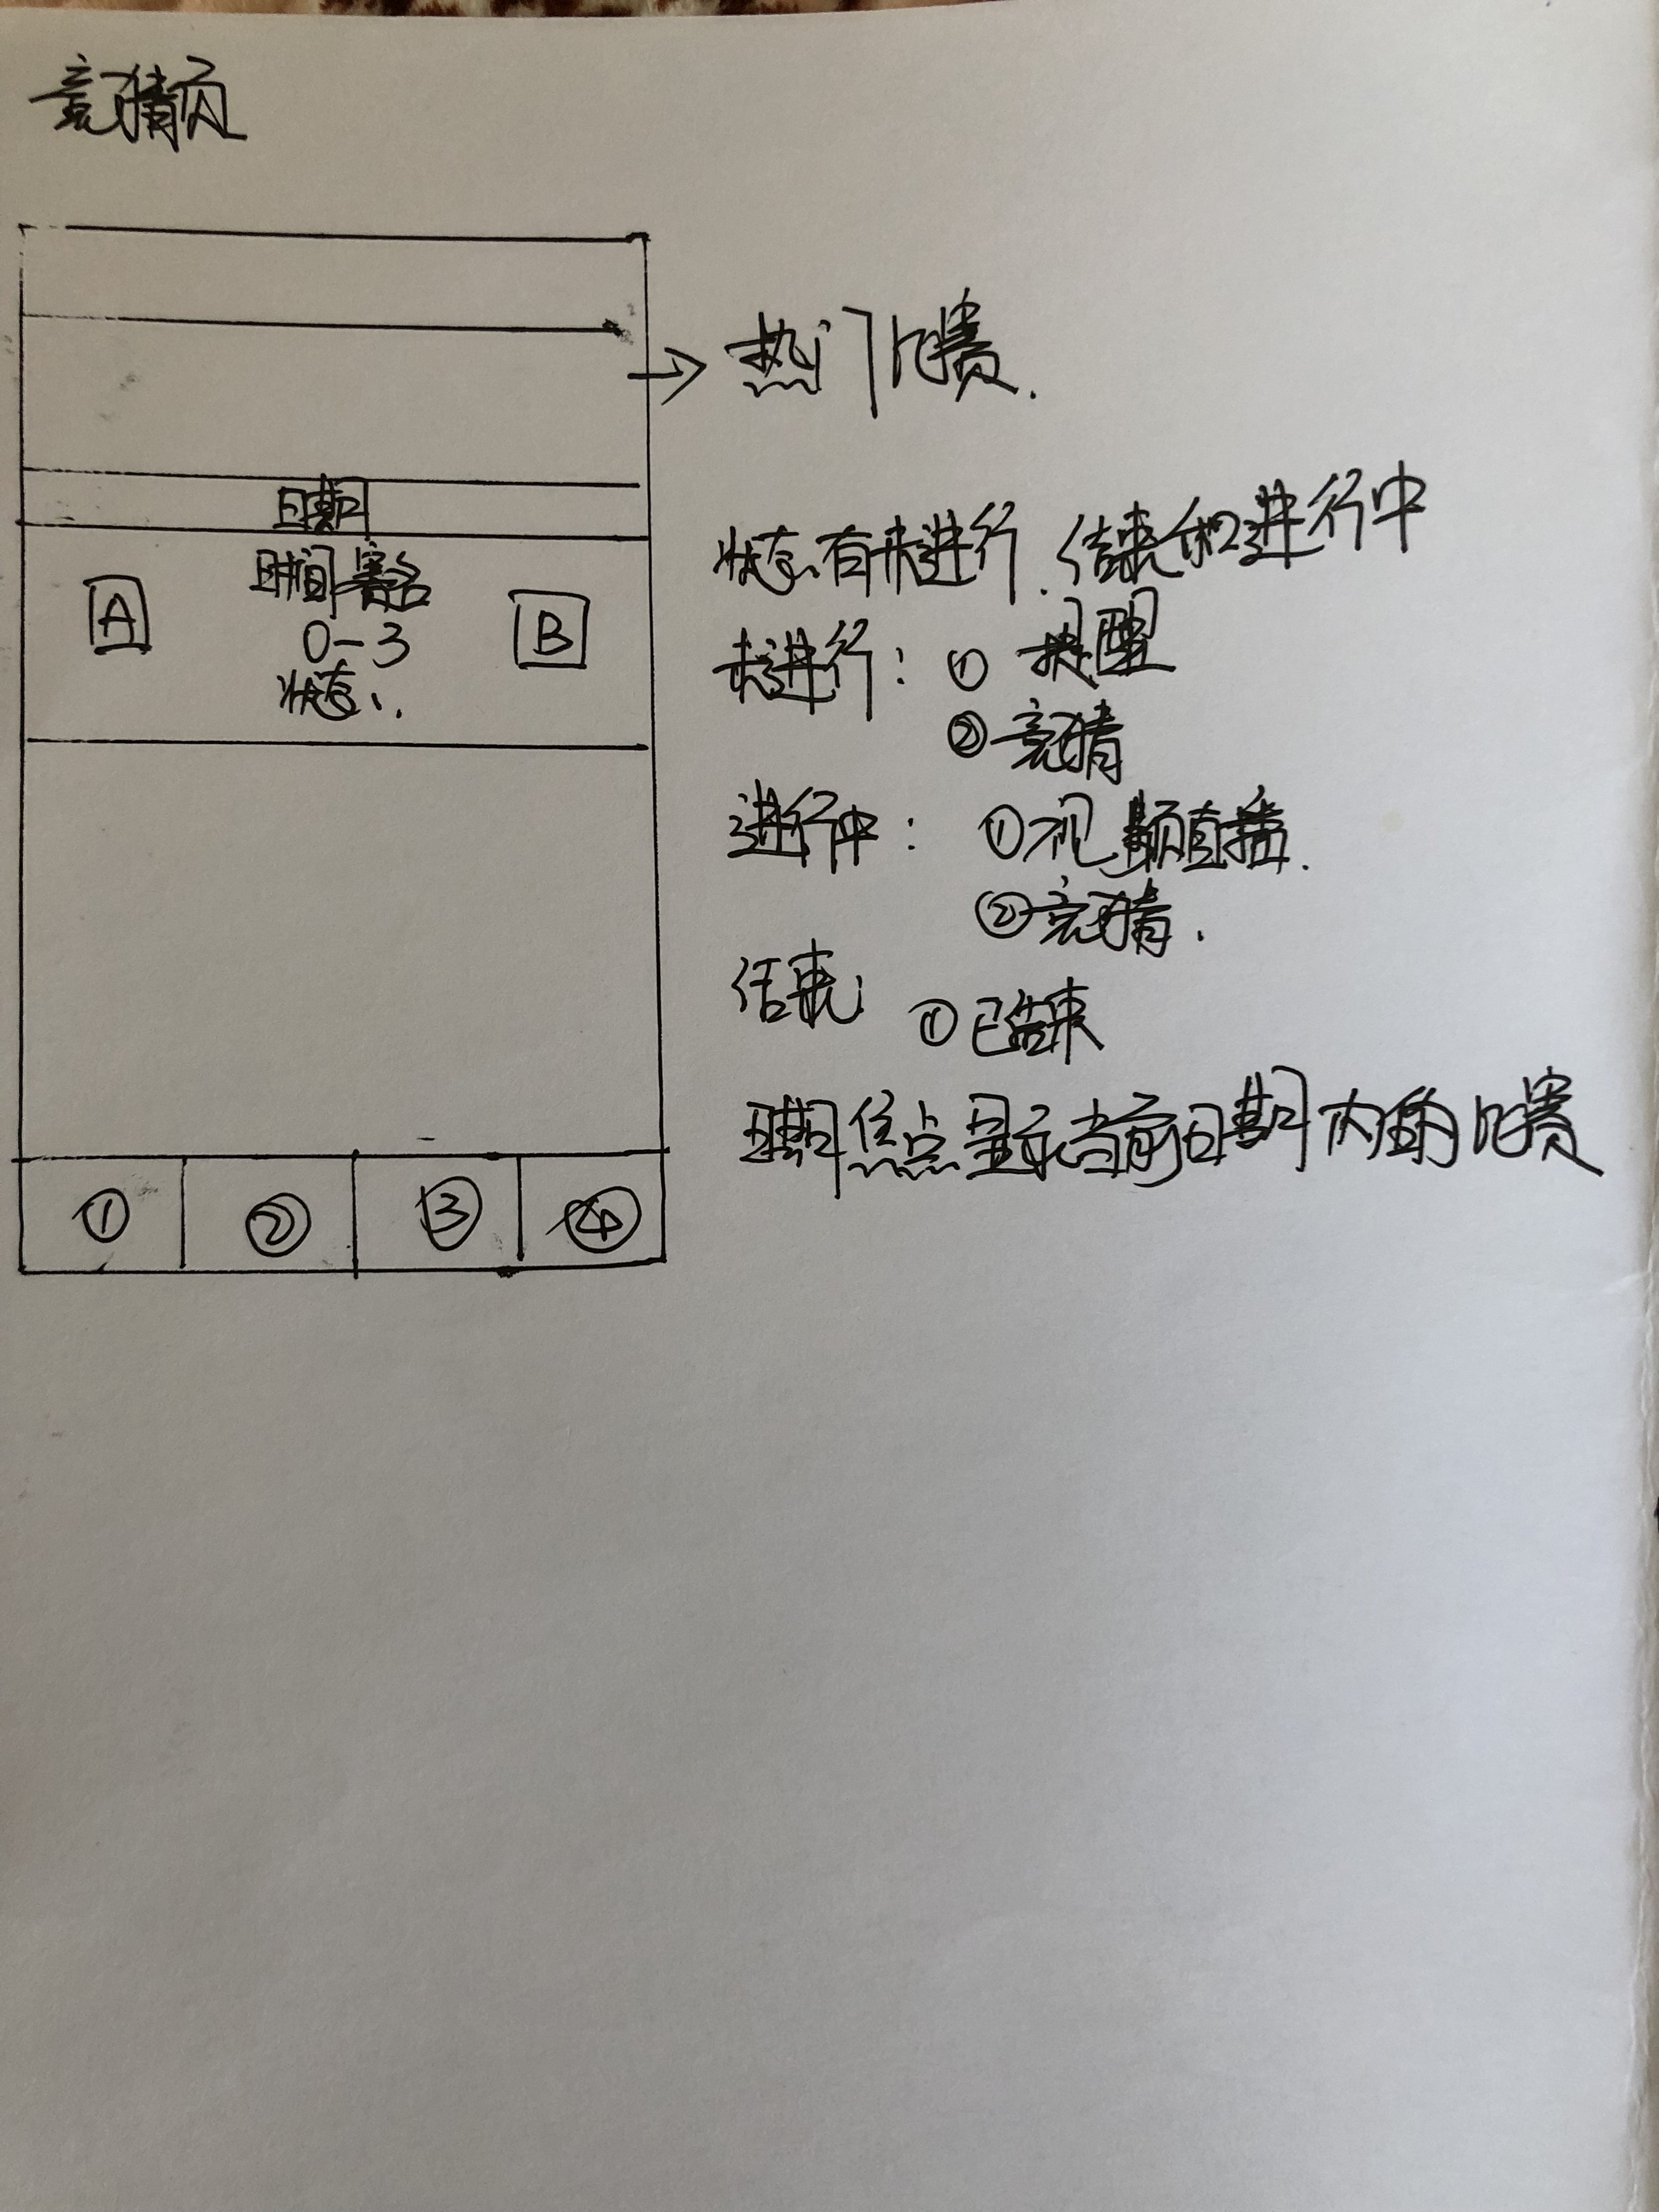 竞猜页
热门比赛.
日期
时间 赛名
A
0-3
B
状态.
状态有未进行.结束和进行中
未进行: ① 提醒
② 竞猜
进行中: ①视频直播.
②竞猜.
结束: ①已结束
日期焦点显示当前日期内的比赛
① ② ③ ④